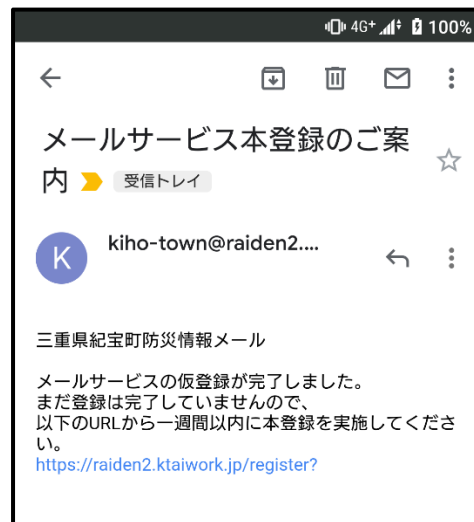 4G+ 100%
メールサービス本登録のご案
内 受信トレイ
K kiho-town@raiden2....
三重県紀宝町防災情報メール
メールサービスの仮登録が完了しました。
まだ登録は完了していませんので、
以下のURLから一週間以内に本登録を実施してくださ
い。
https://raiden2.ktaiwork.jp/register?